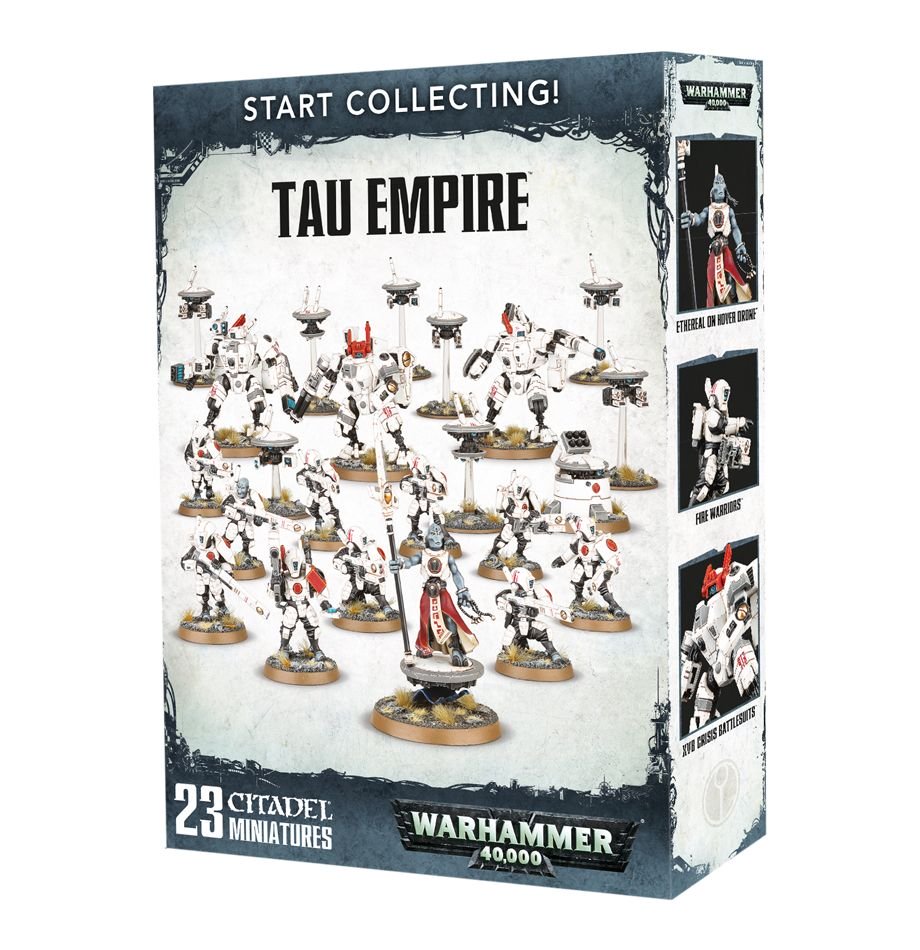 START COLLECTING!
TAU EMPIRE™
23 CITADEL
MINIATURES
WARHAMMER
40,000
WARHAMMER
40,000
ETHEREAL ON HOVER DRONE
FIRE WARRIORS
XV8 CRISIS BATTLESUITS